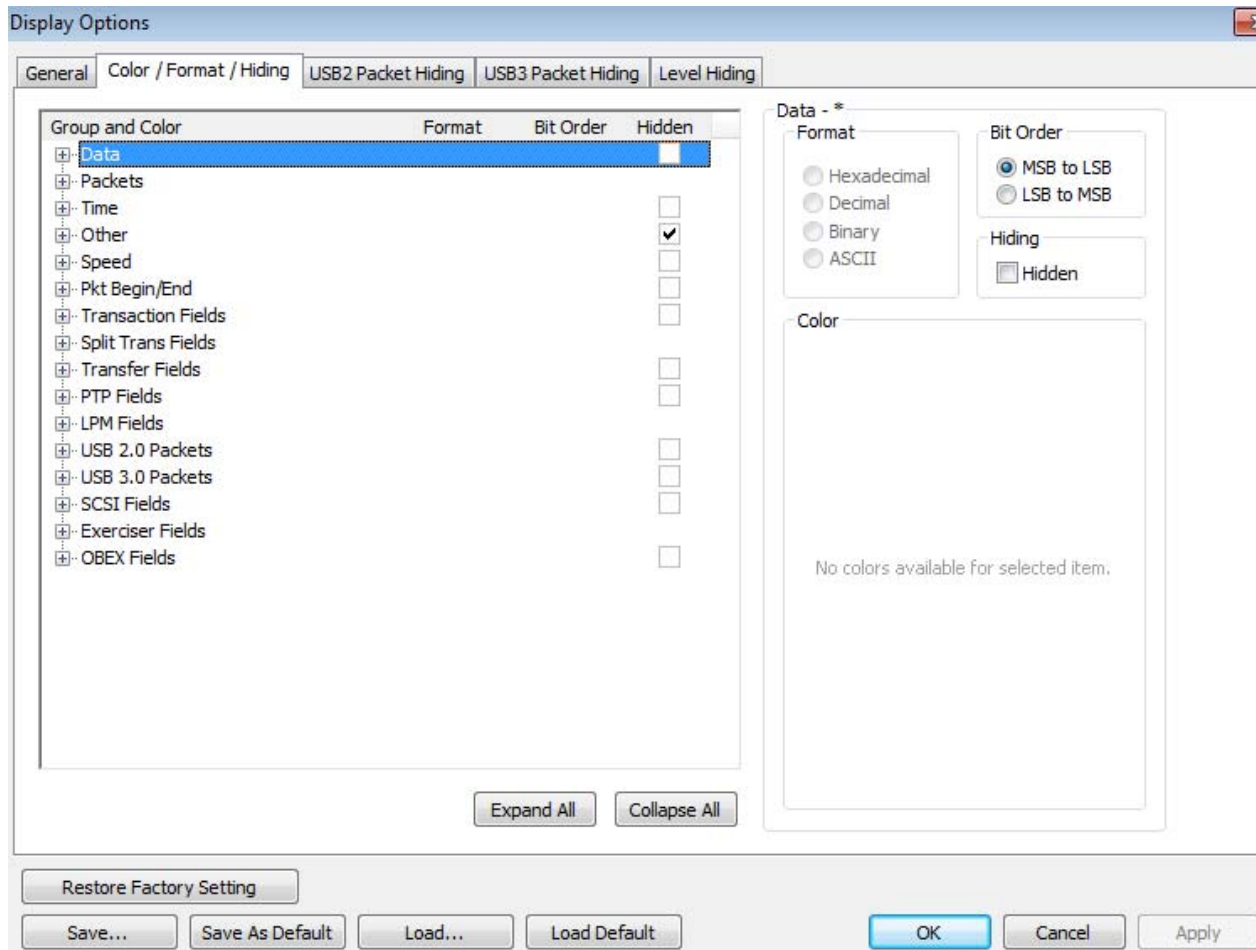 Display Options
General
Color / Format / Hiding
USB2 Packet Hiding
USB3 Packet Hiding
Level Hiding
Group and Color Format Bit Order Hidden
Data
Packets
Time
Other
Speed
Pkt Begin/End
Transaction Fields
Split Trans Fields
Transfer Fields
PTP Fields
LPM Fields
USB 2.0 Packets
USB 3.0 Packets
SCSI Fields
Exerciser Fields
OBEX Fields
Expand All
Collapse All
Data - *
Format
Hexadecimal
Decimal
Binary
ASCII
Bit Order
MSB to LSB
LSB to MSB
Hiding
Hidden
Color
No colors available for selected item.
Restore Factory Setting
Save...
Save As Default
Load...
Load Default
OK
Cancel
Apply